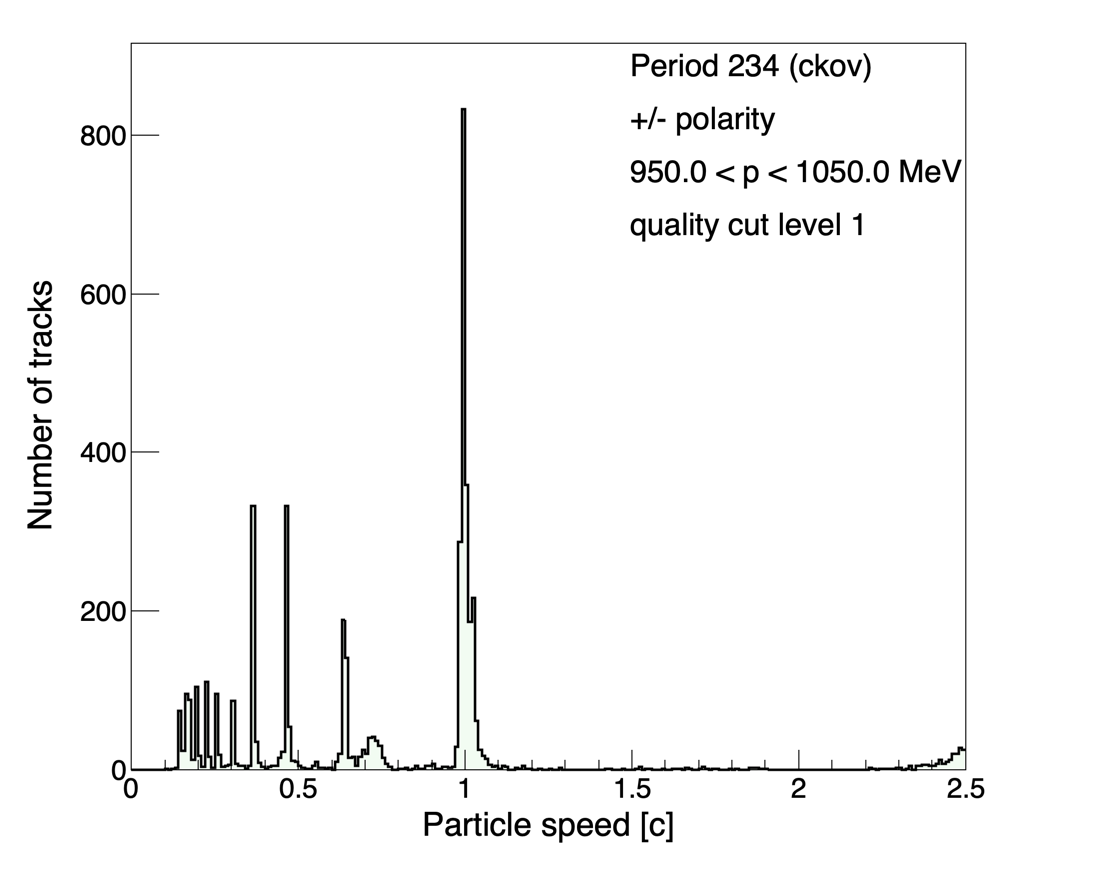 Period 234 (ckov)
+/- polarity
950.0 < p < 1050.0 MeV
quality cut level 1
Number of tracks
800
600
400
200
0
0 0.5 1 1.5 2 2.5
Particle speed [c]